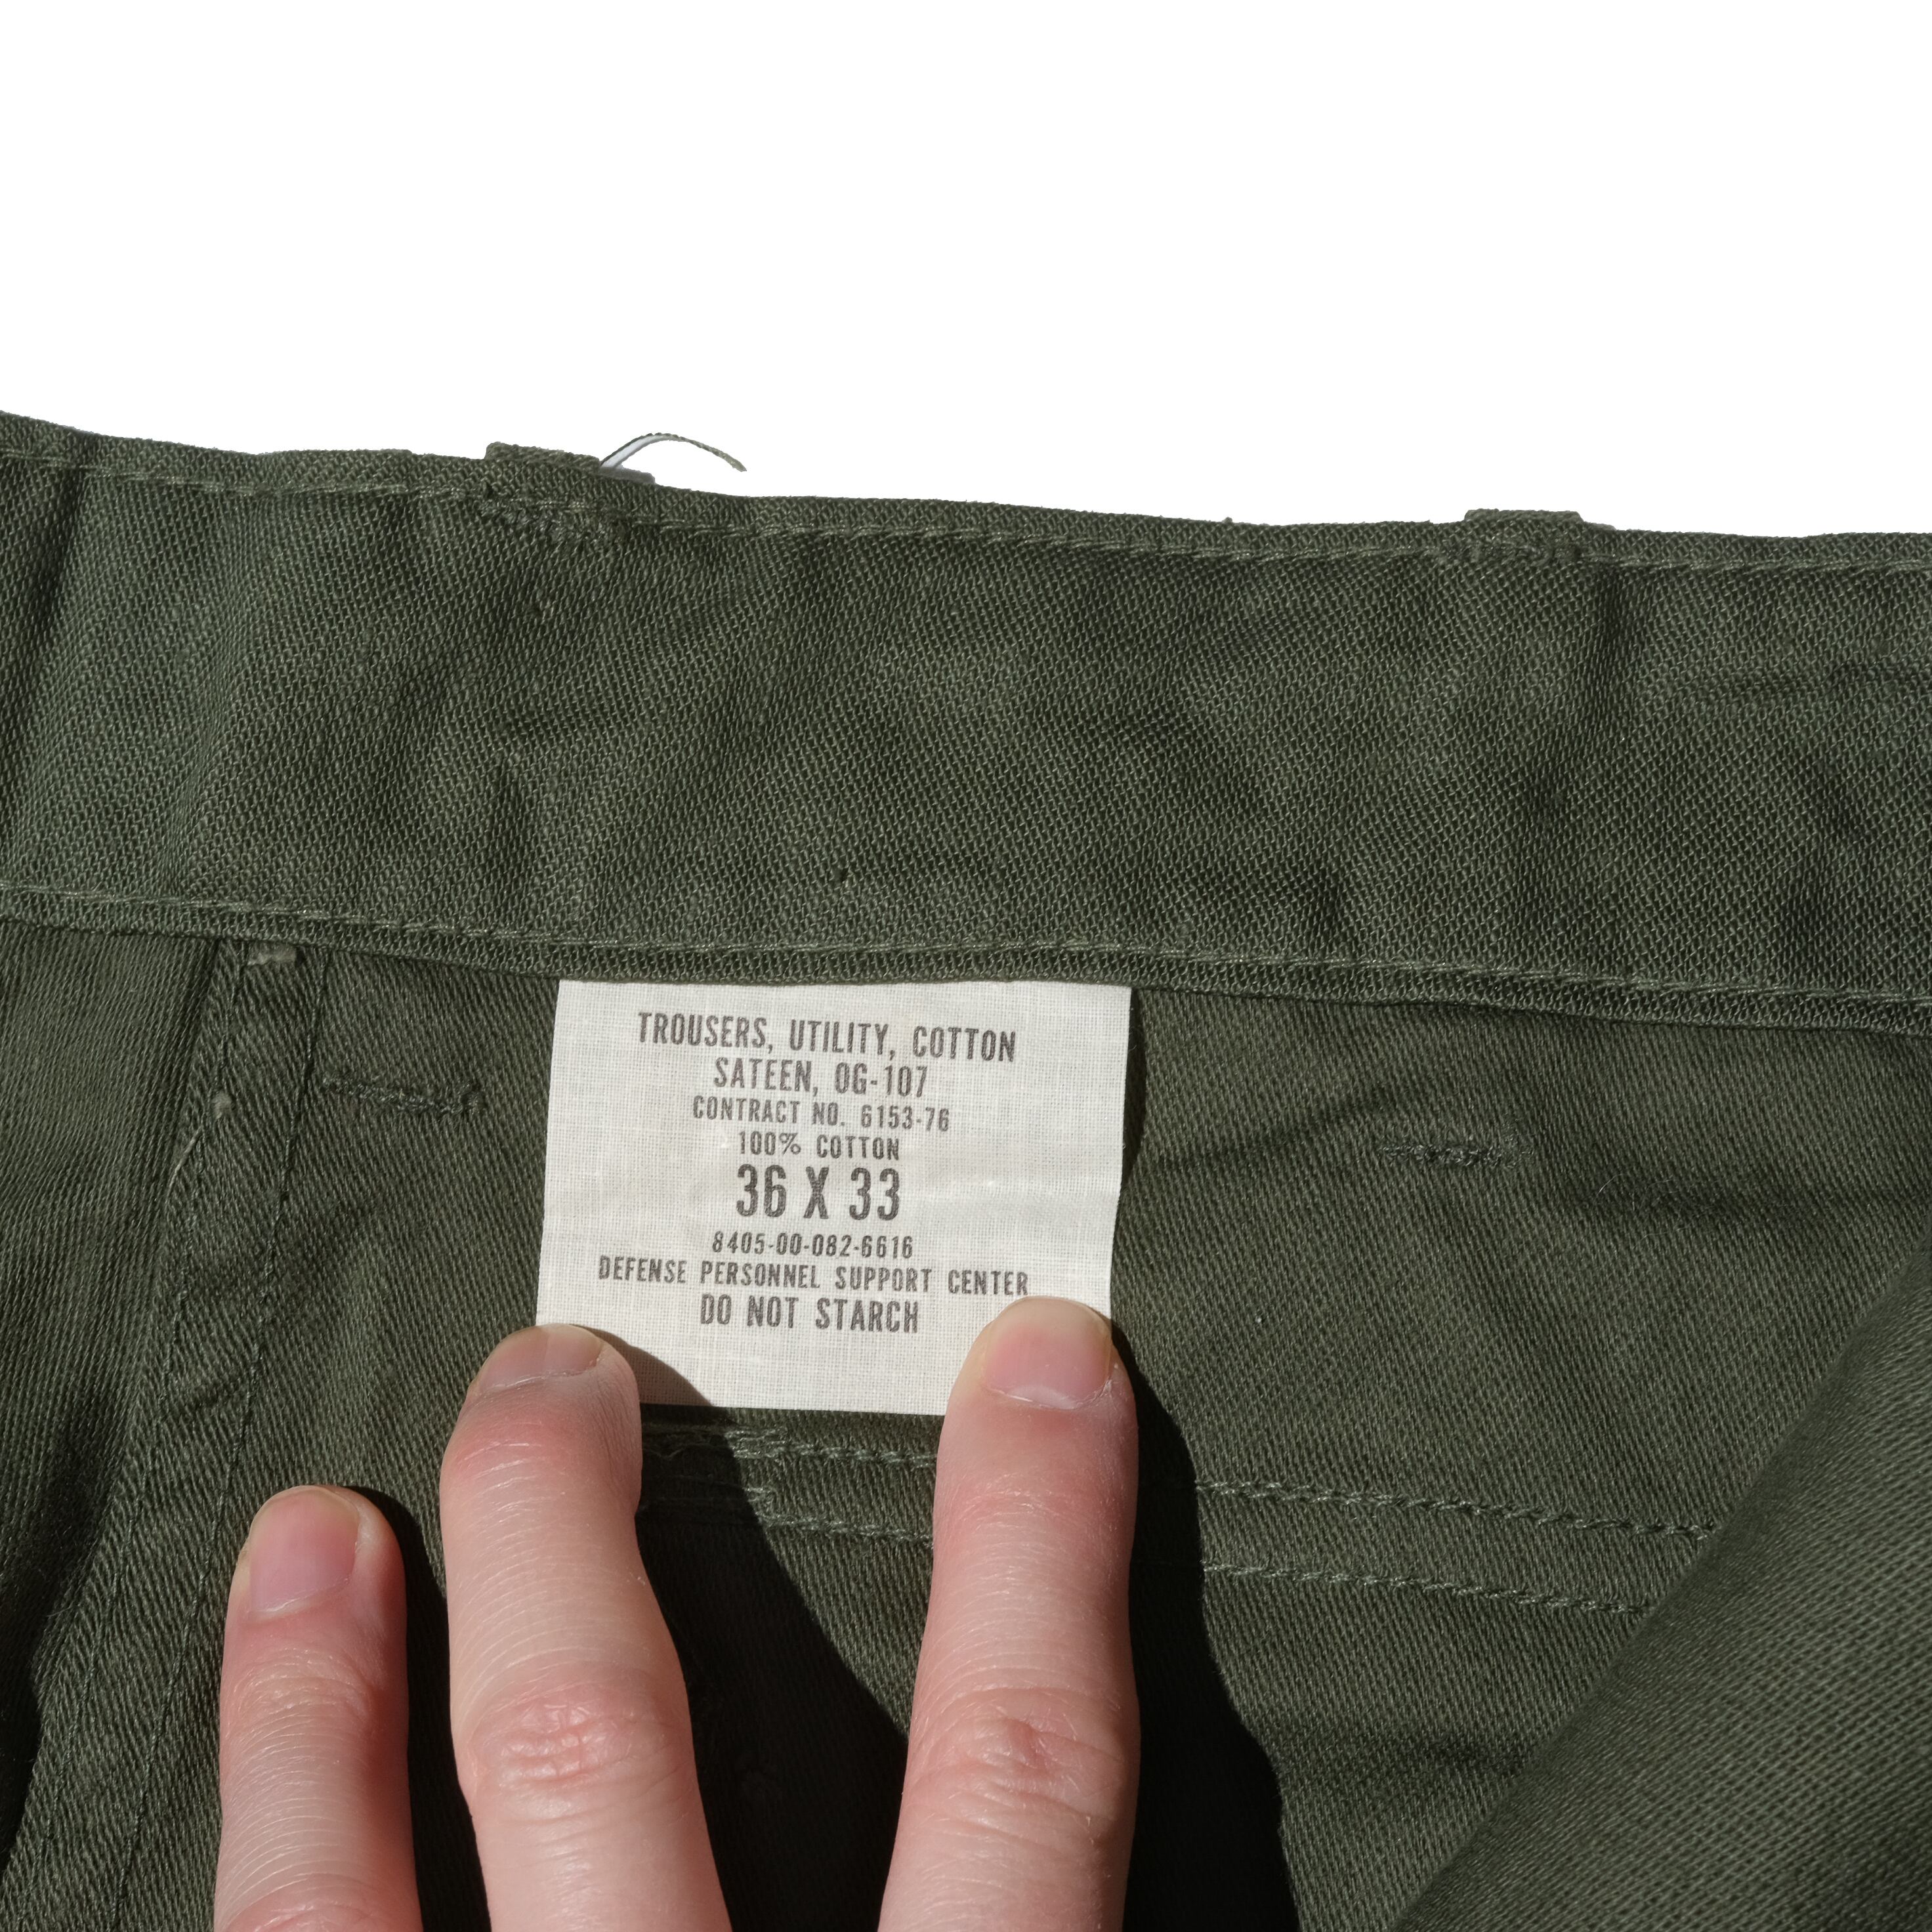 TROUSERS, UTILITY, COTTON
SATEEN, OG-107
CONTRACT NO. 6153-76
100% COTTON
36 X 33
8405-00-082-6616
DEFENSE PERSONNEL SUPPORT CENTER
DO NOT STARCH